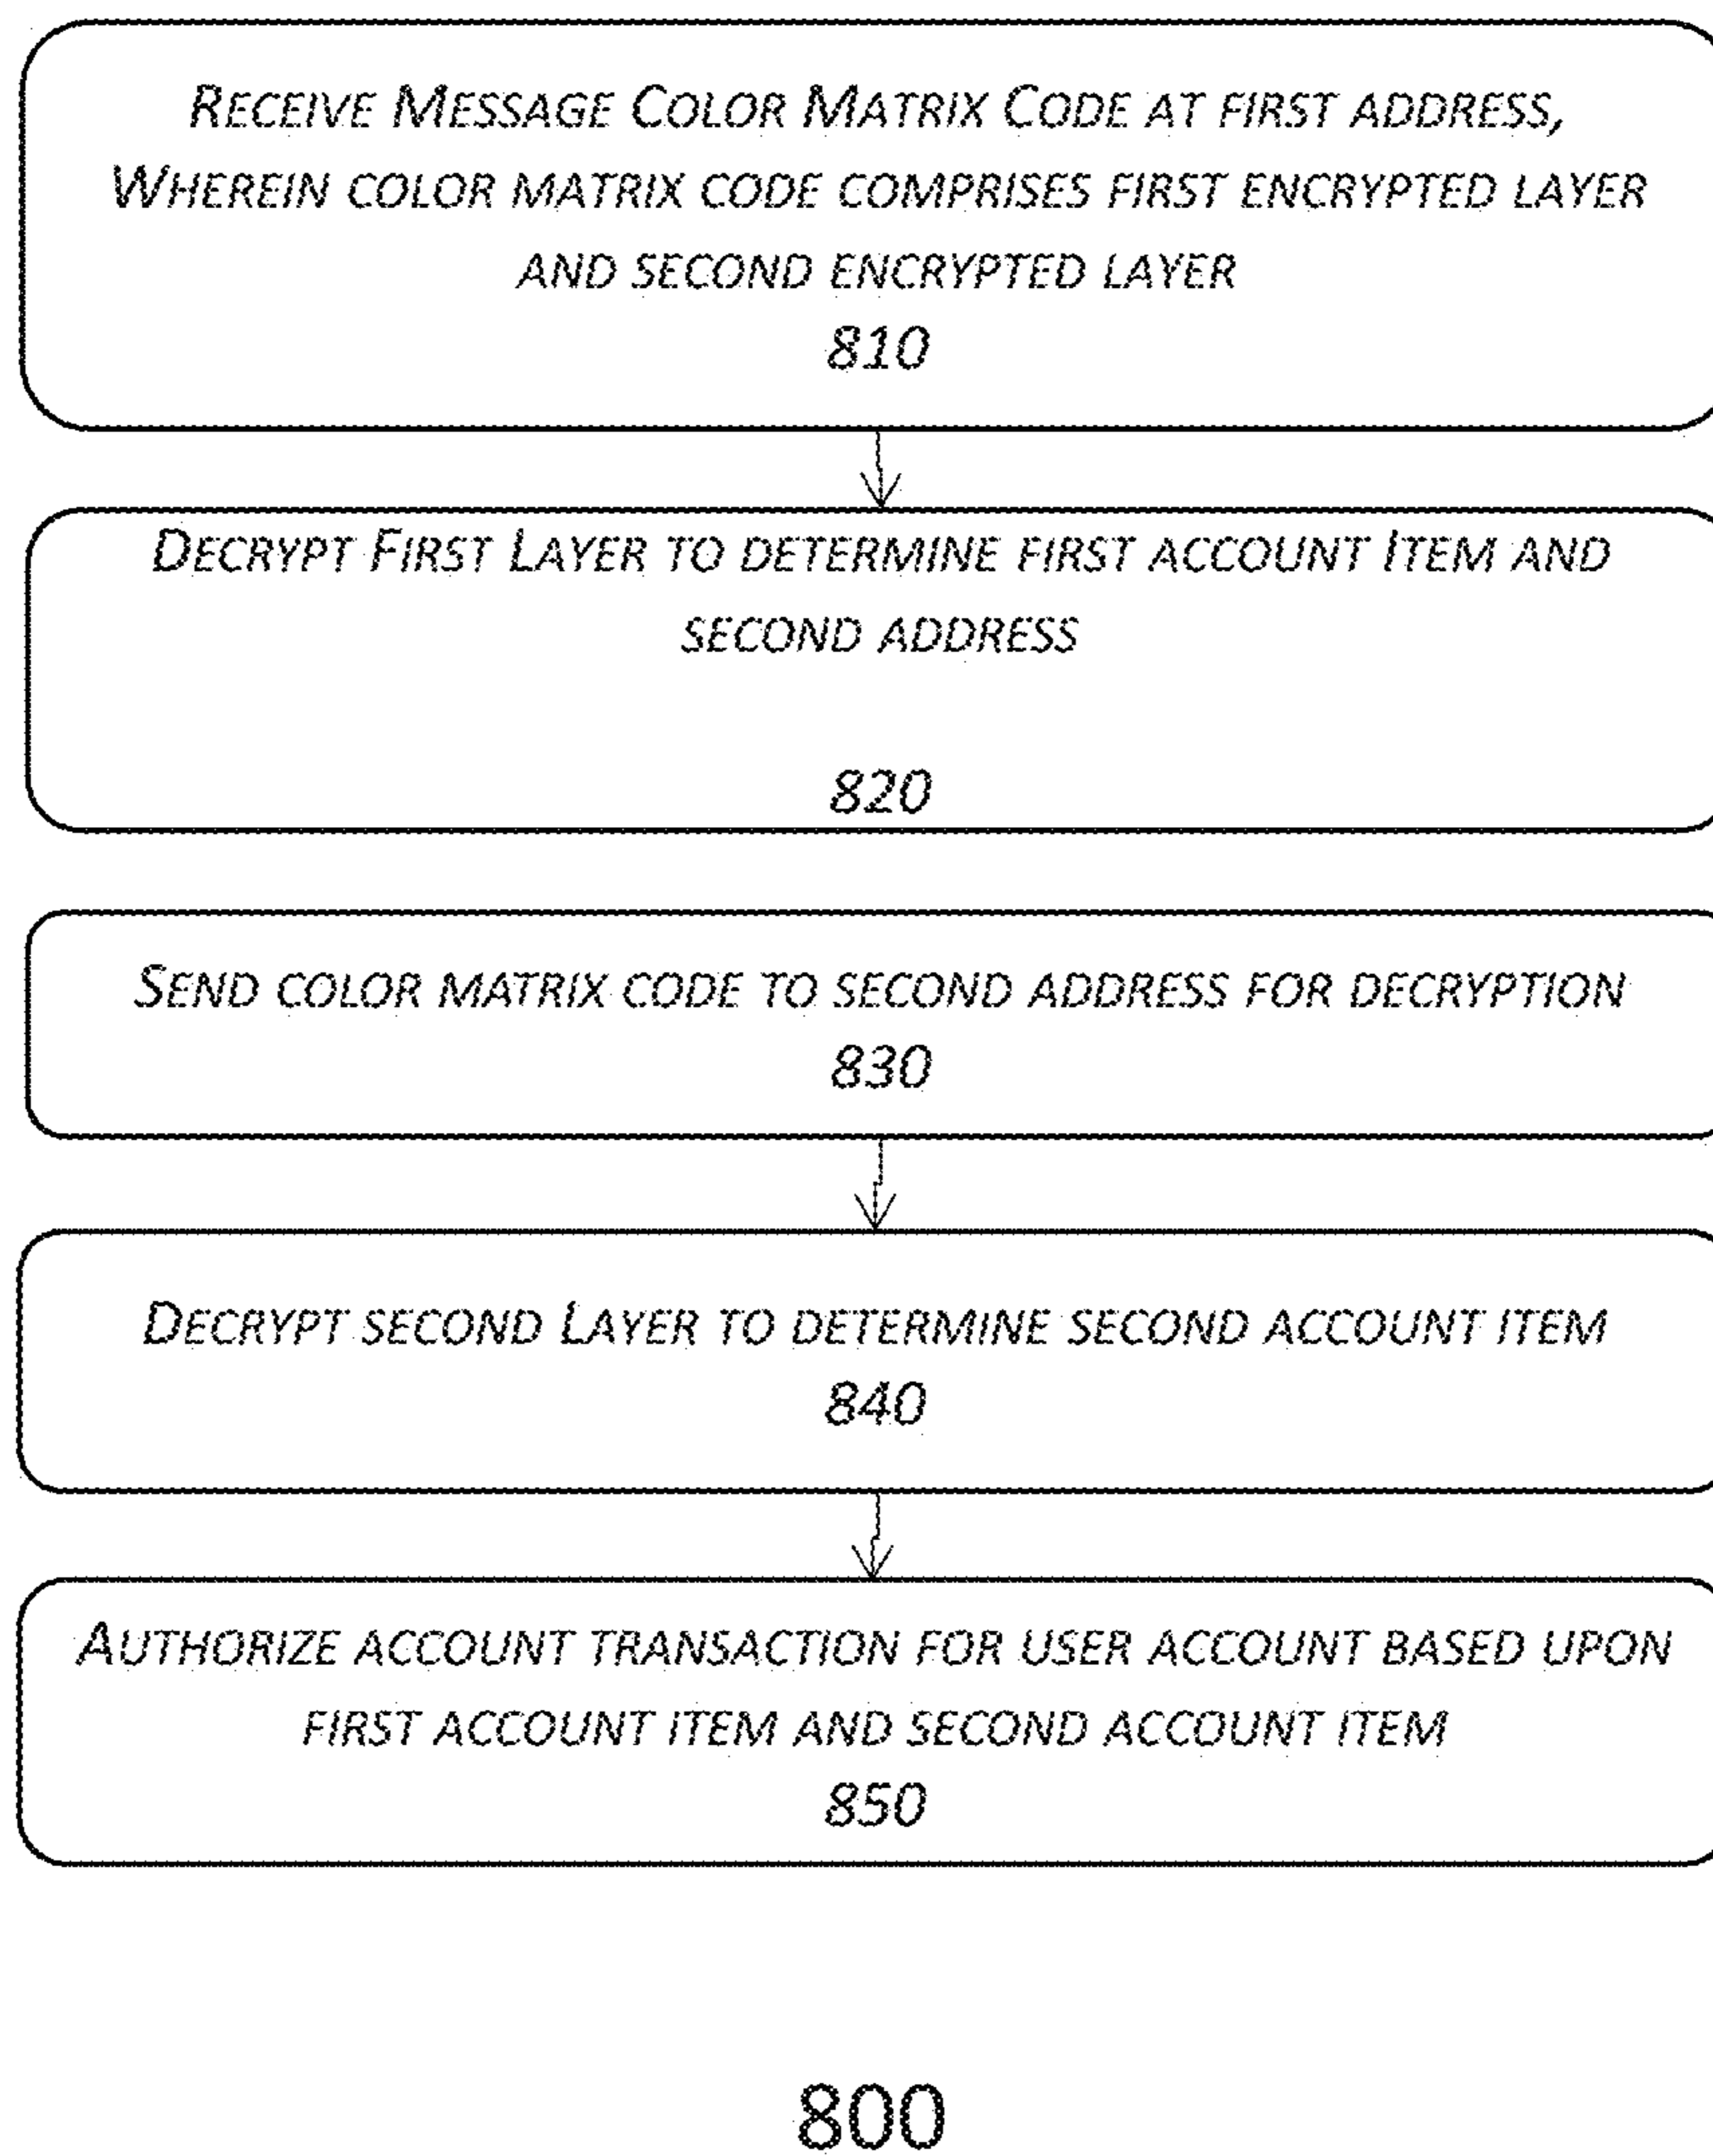 RECEIVE MESSAGE COLOR MATRIX CODE AT FIRST ADDRESS,
WHEREIN COLOR MATRIX CODE COMPRISES FIRST ENCRYPTED LAYER
AND SECOND ENCRYPTED LAYER
810
DECRYPT FIRST LAYER TO DETERMINE FIRST ACCOUNT ITEM AND
SECOND ADDRESS
820
SEND COLOR MATRIX CODE TO SECOND ADDRESS FOR DECRYPTION
830
DECRYPT SECOND LAYER TO DETERMINE SECOND ACCOUNT ITEM
840
AUTHORIZE ACCOUNT TRANSACTION FOR USER ACCOUNT BASED UPON
FIRST ACCOUNT ITEM AND SECOND ACCOUNT ITEM
850
800